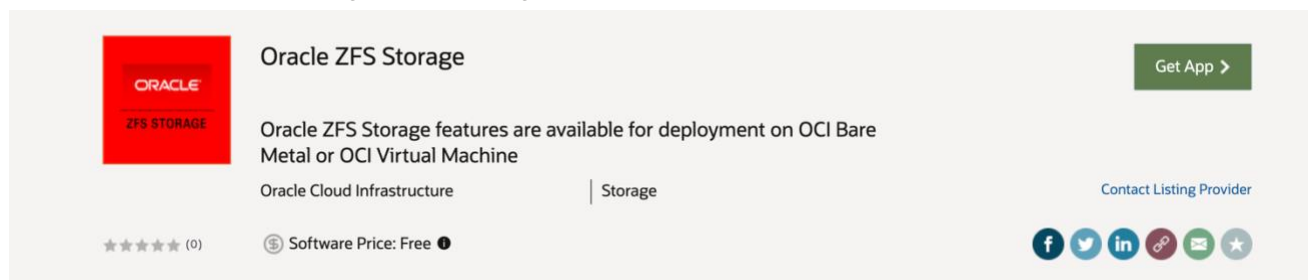 ORACLE
ZFS STORAGE
Oracle ZFS Storage
Get App >
Oracle ZFS Storage features are available for deployment on OCI Bare
Metal or OCI Virtual Machine
Oracle Cloud Infrastructure | Storage
Contact Listing Provider
(0)
$ Software Price: Free
f
in